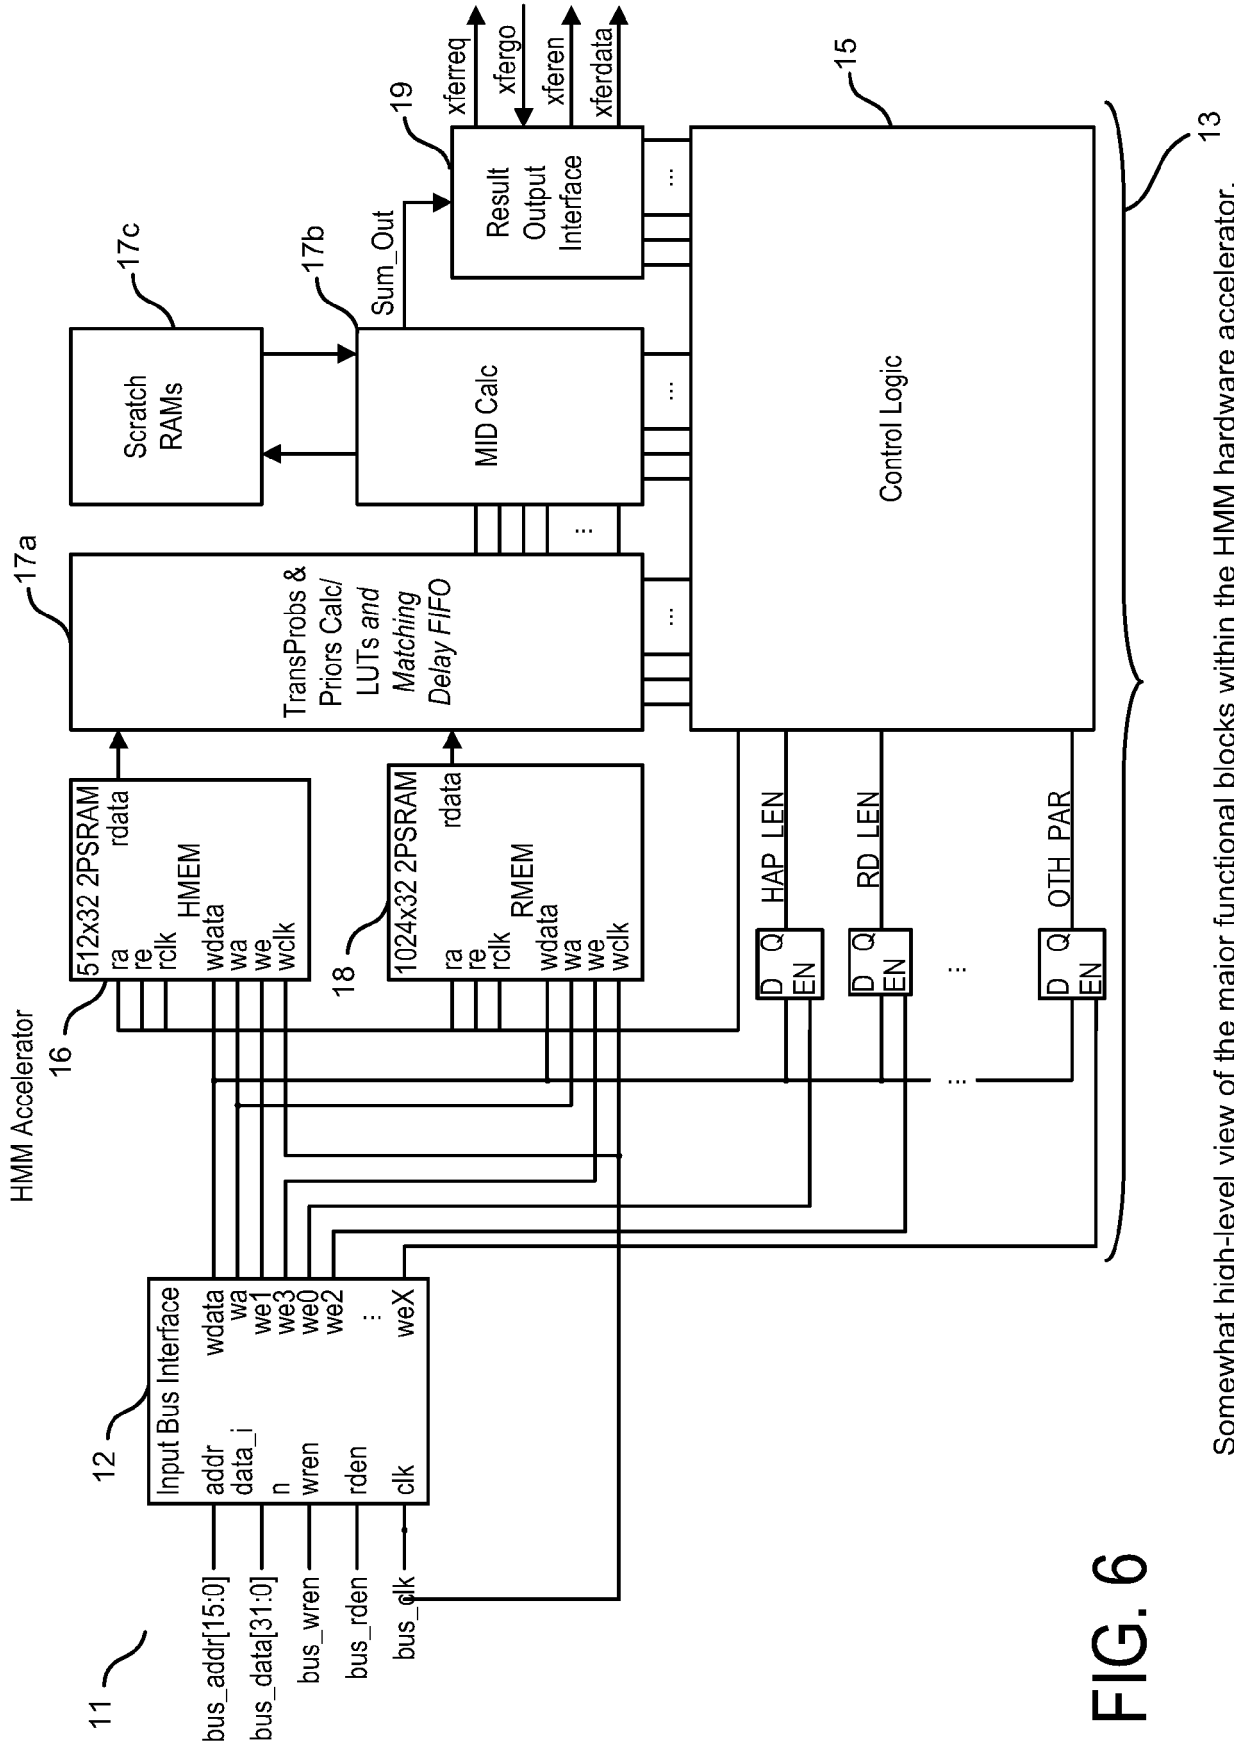 HMM Accelerator
11
bus_addr[15:0]
bus_data[31:0]
bus_wren
bus_rden
bus_clk
12
Input Bus Interface
addr
data_i
n
wren
rden
clk
wdata
wa
we1
we3
we0
we2
...
weX
16
512x32 2PSRAM
ra
re
rclk
HMEM
wdata
wa
we
wclk
rdata
18
1024x32 2PSRAM
ra
re
rclk
RMEM
wdata
wa
we
wclk
rdata
D Q
EN
HAP_LEN
D Q
EN
RD_LEN
...
...
D Q
EN
OTH_PAR
17a
TransProbs &
Priors Calc/
LUTs and
Matching
Delay FIFO
...
...
17c
Scratch
RAMs
17b
MID Calc
...
Sum_Out
19
Result
Output
Interface
...
xferreq
xfergo
xferen
xferdata
15
Control Logic
13
Somewhat high-level view of the major functional blocks within the HMM hardware accelerator.
FIG. 6